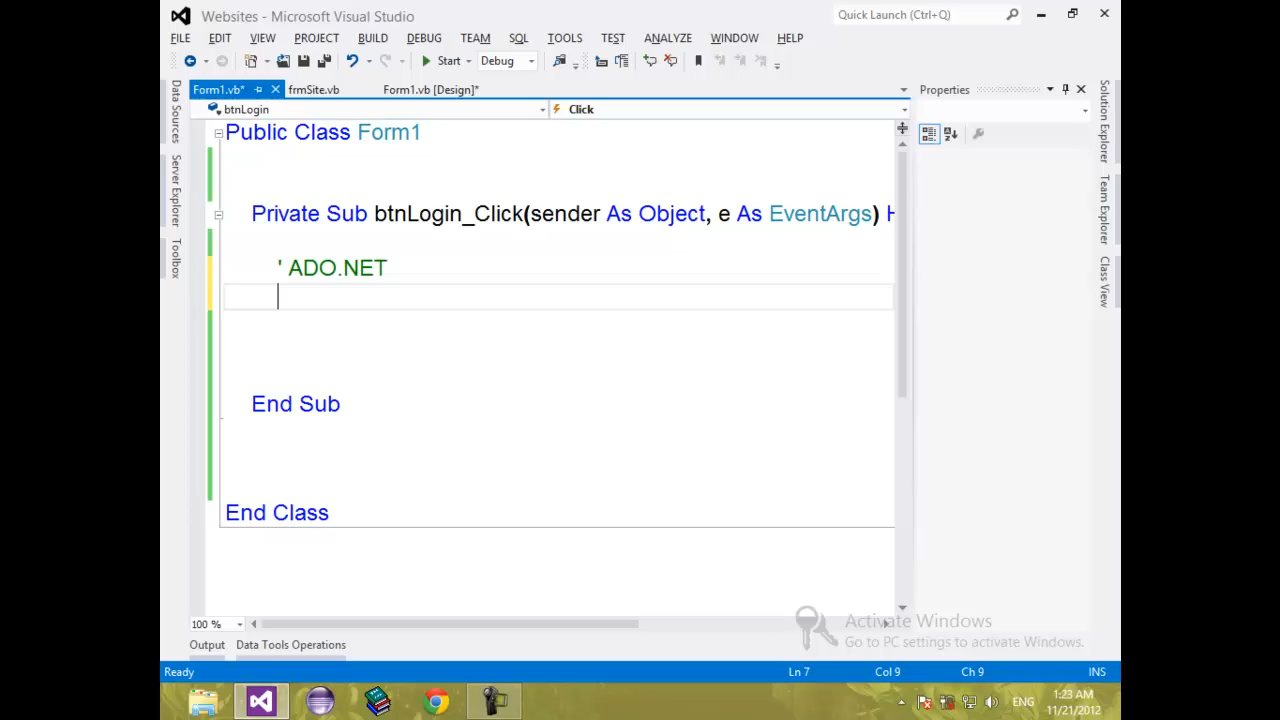 Websites - Microsoft Visual Studio
Quick Launch (Ctrl+Q)
FILE EDIT VIEW PROJECT BUILD DEBUG TEAM SQL TOOLS TEST ANALYZE WINDOW HELP
Start Debug
Form1.vb* frmSite.vb Form1.vb [Design]*
Properties
btnLogin Click
Data Sources
Server Explorer
Toolbox
Solution Explorer
Team Explorer
Class View
Public Class Form1
Private Sub btnLogin_Click(sender As Object, e As EventArgs) H
' ADO.NET
End Sub
End Class
100 %
Activate Windows
Go to PC settings to activate Windows.
Output Data Tools Operations
Ready Ln 7 Col 9 Ch 9 INS
ENG
1:23 AM
11/21/2012